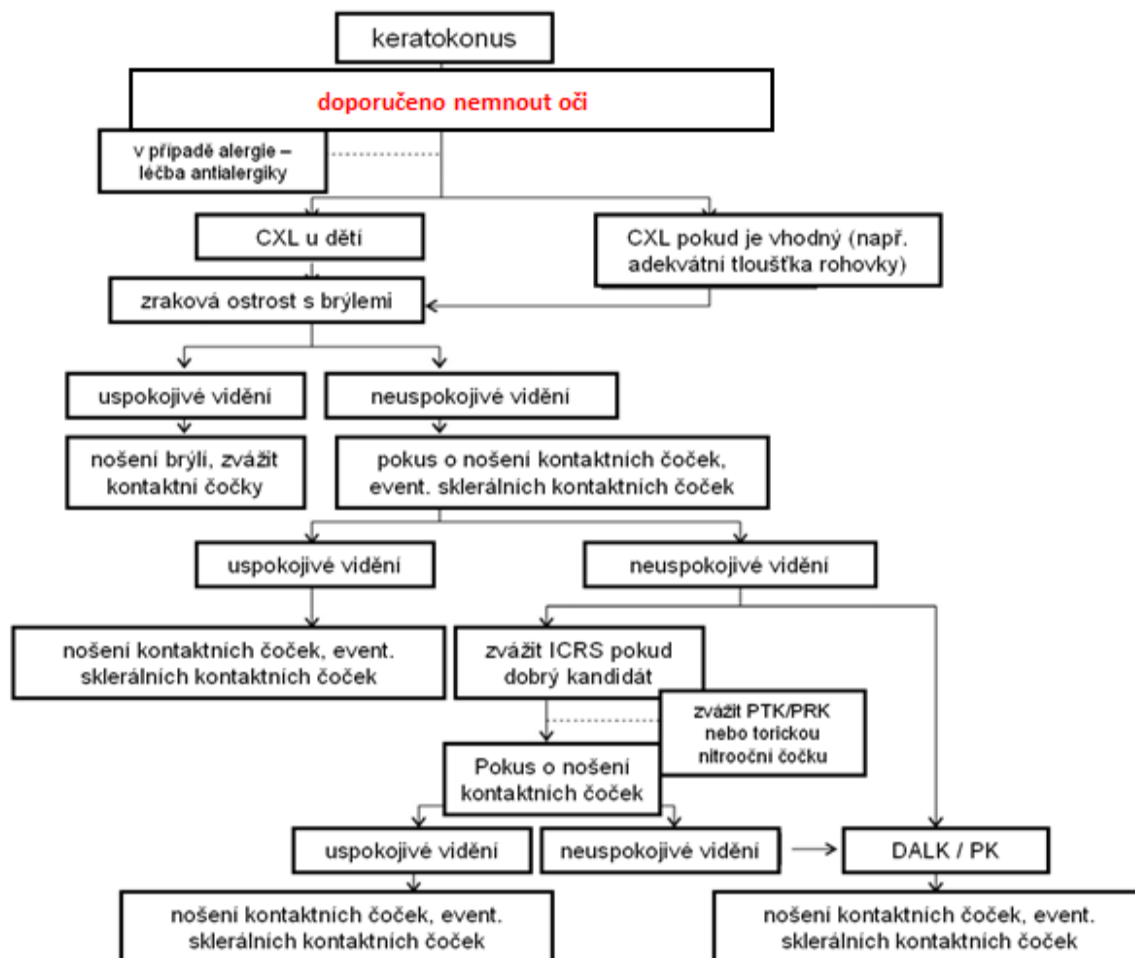 keratokonus
doporučeno nemnout oči
v případě alergie –
léčba antialergiky
CXL u dětí
CXL pokud je vhodný (např.
adekvátní tloušťka rohovky)
zraková ostrost s brýlemi
uspokojivé vidění
neuspokojivé vidění
nošení brýlí, zvážit
kontaktní čočky
pokus o nošení kontaktních čoček,
event. sklerálních kontaktních čoček
uspokojivé vidění
neuspokojivé vidění
nošení kontaktních čoček, event.
sklerálních kontaktních čoček
zvážit ICRS pokud
dobrý kandidát
zvážit PTK/PRK
nebo torickou
nitrooční čočku
Pokus o nošení
kontaktních čoček
uspokojivé vidění
neuspokojivé vidění
DALK / PK
nošení kontaktních čoček, event.
sklerálních kontaktních čoček
nošení kontaktních čoček, event.
sklerálních kontaktních čoček